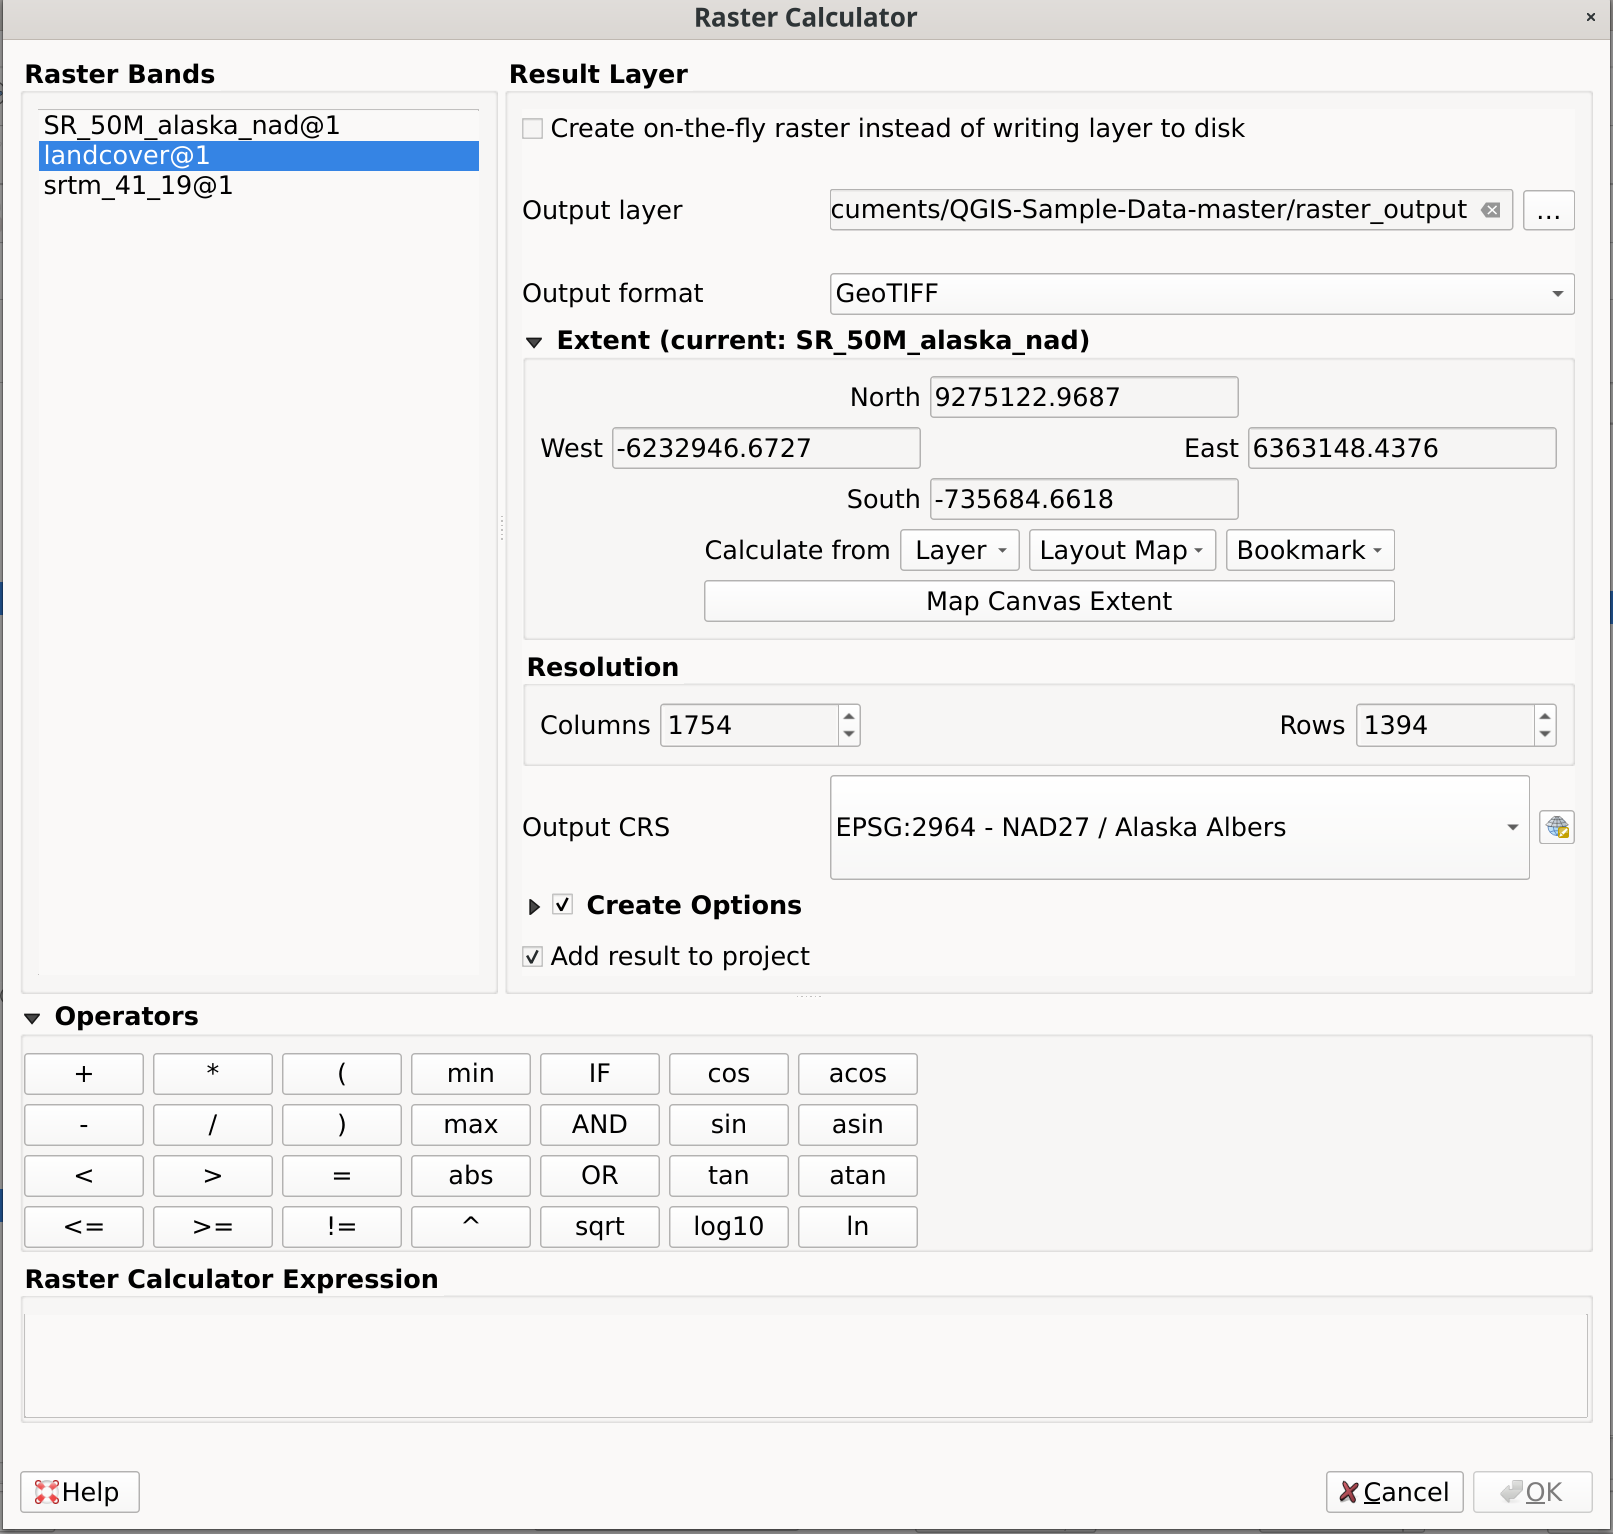 Raster Calculator
Raster Bands
SR_50M_alaska_nad@1
landcover@1
srtm_41_19@1
Result Layer
Create on-the-fly raster instead of writing layer to disk
Output layer cuments/QGIS-Sample-Data-master/raster_output ...
Output format GeoTIFF
Extent (current: SR_50M_alaska_nad)
North 9275122.9687
West -6232946.6727 East 6363148.4376
South -735684.6618
Calculate from Layer Layout Map Bookmark
Map Canvas Extent
Resolution
Columns 1754 Rows 1394
Output CRS EPSG:2964 - NAD27 / Alaska Albers
Create Options
Add result to project
Operators
+ * ( min IF cos acos
- / ) max AND sin asin
< > = abs OR tan atan
<= >= != ^ sqrt log10 ln
Raster Calculator Expression
Help Cancel OK